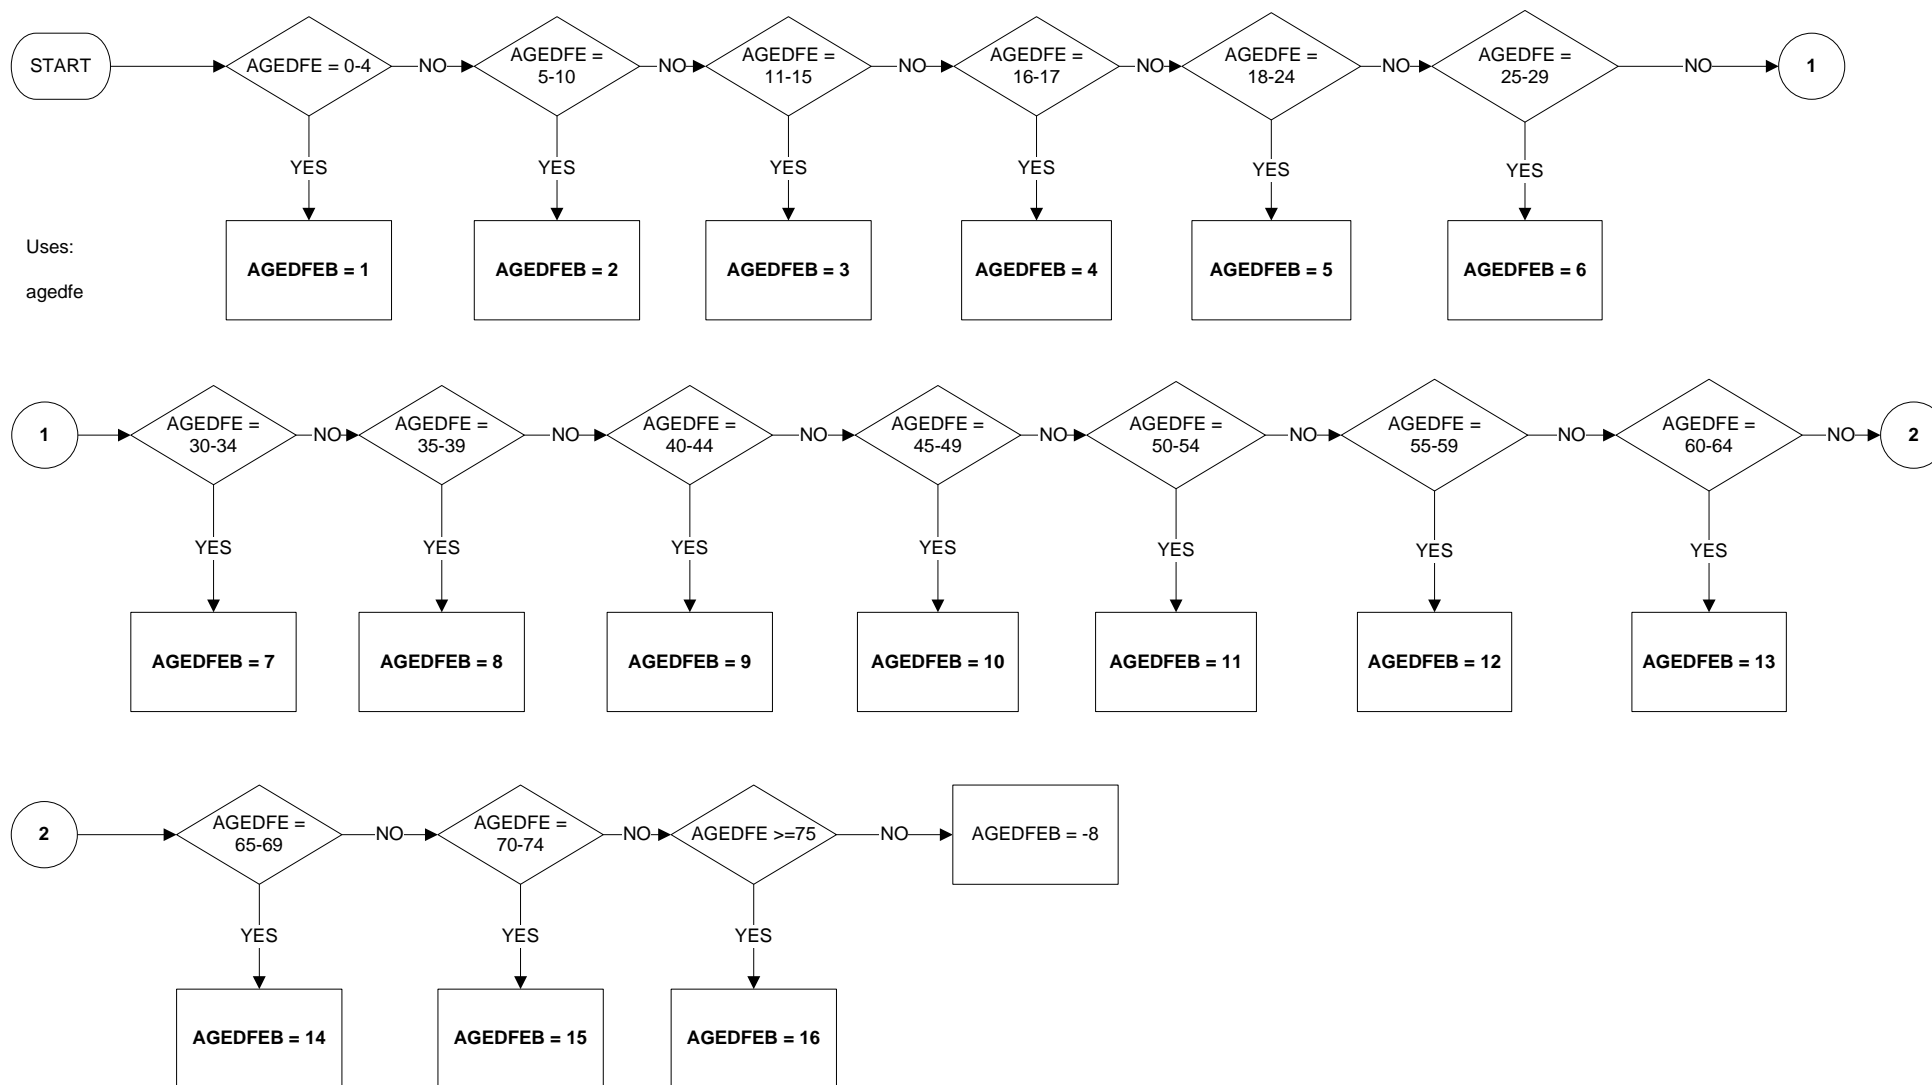 START
AGEDFE = 0-4
NO
AGEDFE =
5-10
NO
AGEDFE =
11-15
NO
AGEDFE =
16-17
NO
AGEDFE =
18-24
NO
AGEDFE =
25-29
NO
1
YES
YES
YES
YES
YES
YES
Uses:
agedfe
AGEDFEB = 1
AGEDFEB = 2
AGEDFEB = 3
AGEDFEB = 4
AGEDFEB = 5
AGEDFEB = 6
1
AGEDFE =
30-34
NO
AGEDFE =
35-39
NO
AGEDFE =
40-44
NO
AGEDFE =
45-49
NO
AGEDFE =
50-54
NO
AGEDFE =
55-59
NO
AGEDFE =
60-64
NO
2
YES
YES
YES
YES
YES
YES
YES
AGEDFEB = 7
AGEDFEB = 8
AGEDFEB = 9
AGEDFEB = 10
AGEDFEB = 11
AGEDFEB = 12
AGEDFEB = 13
2
AGEDFE =
65-69
NO
AGEDFE =
70-74
NO
AGEDFE >=75
NO
AGEDFEB = -8
YES
YES
YES
AGEDFEB = 14
AGEDFEB = 15
AGEDFEB = 16